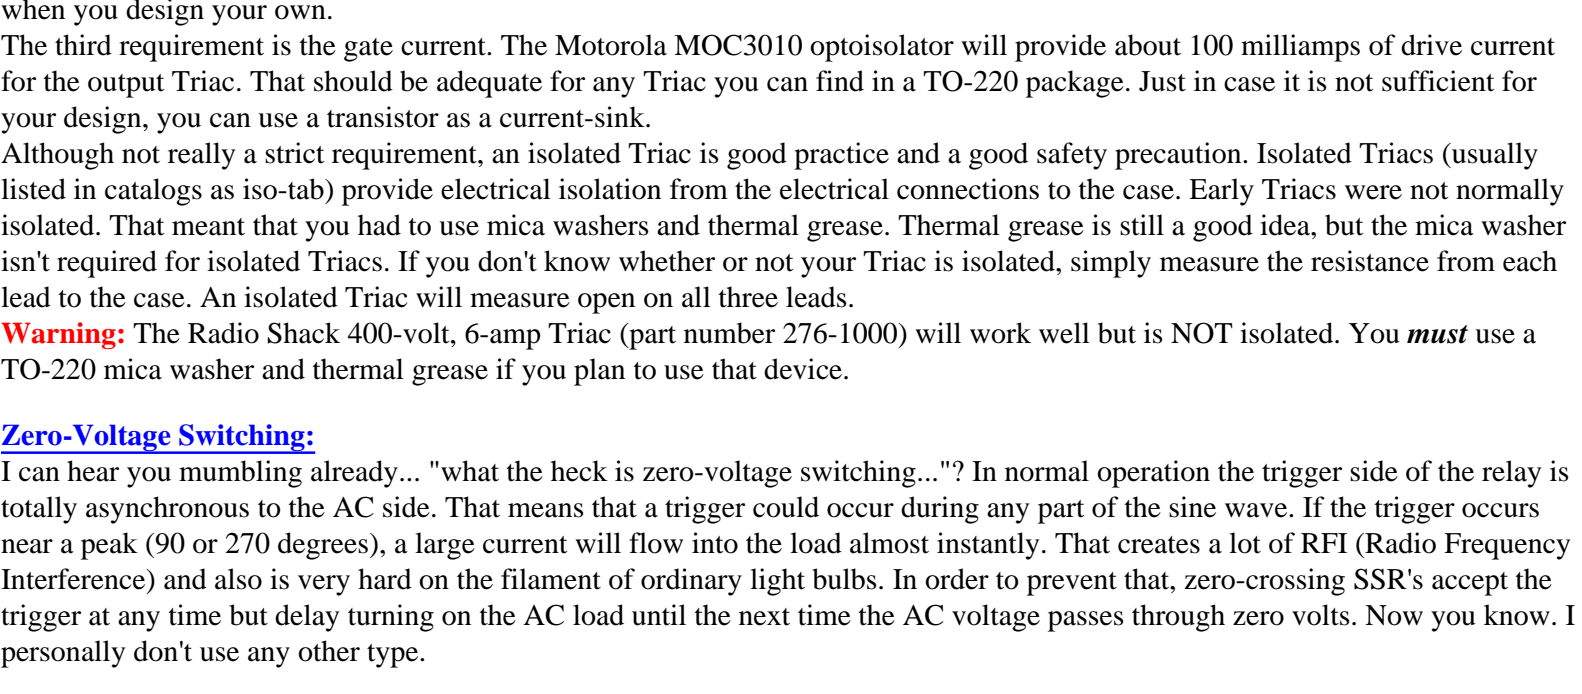 when you design your own.
The third requirement is the gate current. The Motorola MOC3010 optoisolator will provide about 100 milliamps of drive current
for the output Triac. That should be adequate for any Triac you can find in a TO-220 package. Just in case it is not sufficient for
your design, you can use a transistor as a current-sink.
Although not really a strict requirement, an isolated Triac is good practice and a good safety precaution. Isolated Triacs (usually
listed in catalogs as iso-tab) provide electrical isolation from the electrical connections to the case. Early Triacs were not normally
isolated. That meant that you had to use mica washers and thermal grease. Thermal grease is still a good idea, but the mica washer
isn't required for isolated Triacs. If you don't know whether or not your Triac is isolated, simply measure the resistance from each
lead to the case. An isolated Triac will measure open on all three leads.
Warning: The Radio Shack 400-volt, 6-amp Triac (part number 276-1000) will work well but is NOT isolated. You must use a
TO-220 mica washer and thermal grease if you plan to use that device.
Zero-Voltage Switching:
I can hear you mumbling already... "what the heck is zero-voltage switching..."? In normal operation the trigger side of the relay is
totally asynchronous to the AC side. That means that a trigger could occur during any part of the sine wave. If the trigger occurs
near a peak (90 or 270 degrees), a large current will flow into the load almost instantly. That creates a lot of RFI (Radio Frequency
Interference) and also is very hard on the filament of ordinary light bulbs. In order to prevent that, zero-crossing SSR's accept the
trigger at any time but delay turning on the AC load until the next time the AC voltage passes through zero volts. Now you know. I
personally don't use any other type.